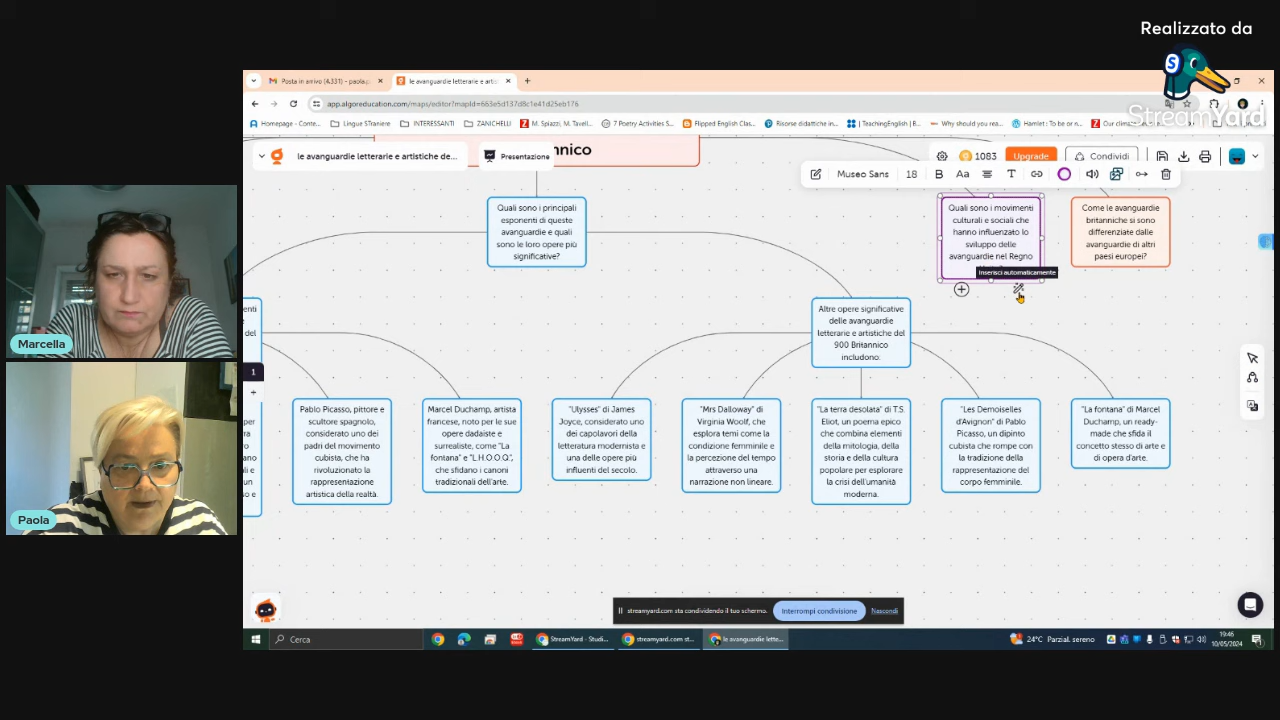 Realizzato da
StreamYard
Posta in arrivo (4.331) - paola.p
le avanguardie letterarie e artis
app.algoreducation.com/maps/editor?mapId=663e5d137d8c1e41d25eb176
Homepage - Conte...
Lingue STraniere
INTERESSANTI
ZANICHELLI
M. Spiazzi, M. Tavell...
7 Poetry Activities S...
Flipped English Clas...
Risorse didattiche in...
TeachingEnglish | B...
Why should you rea...
Hamlet : To be or n...
Our clim
nnico
le avanguardie letterarie e artistiche de...
Presentazione
1083
Upgrade
Condividi
Museo Sans
18
B
Aa
T
Quali sono i principali
esponenti di queste
avanguardie e quali
sono le loro opere più
significative?
Quali sono i movimenti
culturali e sociali che
hanno influenzato lo
sviluppo delle
avanguardie nel Regno
Inserisci automaticamente
Come le avanguardie
britanniche si sono
differenziate dalle
avanguardie di altri
paesi europei?
enti
e
del
Altre opere significative
delle avanguardie
letterarie e artistiche del
900 Britannico
includono:
1
+
per
ra
ano
ali e
un
so e
Pablo Picasso, pittore e
scultore spagnolo,
considerato uno dei
padri del movimento
cubista, che ha
rivoluzionato la
rappresentazione
artistica della realtà.
Marcel Duchamp, artista
francese, noto per le sue
opere dadaiste e
surrealiste, come "La
fontana" e "L.H.O.O.Q.",
che sfidano i canoni
tradizionali dell'arte.
"Ulysses" di James
Joyce, considerato uno
dei capolavori della
letteratura modernista e
una delle opere più
influenti del secolo.
"Mrs Dalloway" di
Virginia Woolf, che
esplora temi come la
condizione femminile e
la percezione del tempo
attraverso una
narrazione non lineare.
"La terra desolata" di T.S.
Eliot, un poema epico
che combina elementi
della mitologia, della
storia e della cultura
popolare per esplorare
la crisi dell'umanità
moderna.
"Les Demoiselles
d'Avignon" di Pablo
Picasso, un dipinto
cubista che rompe con
la tradizione della
rappresentazione del
corpo femminile.
"La fontana" di Marcel
Duchamp, un ready-
made che sfida il
concetto stesso di arte e
di opera d'arte.
Marcella
Paola
streamyard.com sta condividendo il tuo schermo.
Interrompi condivisione
Nascondi
Cerca
StreamYard - Studi...
streamyard.com st...
le avanguardie lette...
24°C Parzial. sereno
19:46
10/05/2024